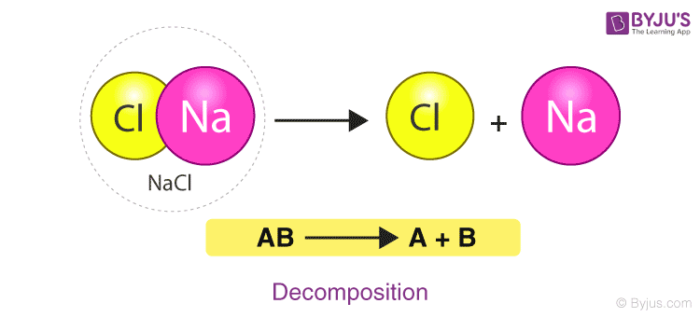 BYJU'S
The Learning App
Cl Na → Cl + Na
NaCl
AB → A + B
Decomposition
© Byjus.com